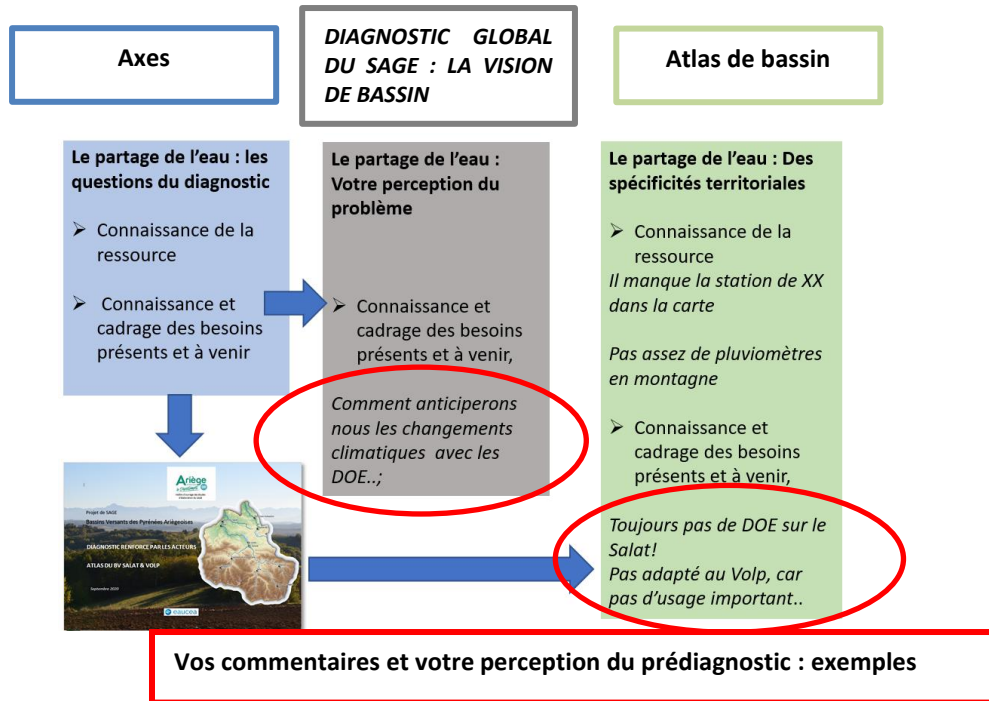 Axes
DIAGNOSTIC GLOBAL
DU SAGE : LA VISION
DE BASSIN
Atlas de bassin
Le partage de l'eau : les
questions du diagnostic
➢ Connaissance de la
ressource
➢ Connaissance et
cadrage des besoins
présents et à venir
Le partage de l'eau :
Votre perception du
problème
➢ Connaissance et
cadrage des besoins
présents et à venir,
Comment anticiperons
nous les changements
climatiques avec les
DOE..;
Le partage de l'eau : Des
spécificités territoriales
➢ Connaissance de la
ressource
Il manque la station de XX
dans la carte
Pas assez de pluviomètres
en montagne
➢ Connaissance et
cadrage des besoins
présents et à venir,
Toujours pas de DOE sur le
Salat!
Pas adapté au Volp, car
pas d'usage important..
Ariège
Projet de SAGE
Bassins Versants des Pyrénées Ariégeoises
DIAGNOSTIC RENFORCE PAR LES ACTEURS
ATLAS DU BV SALAT & VOLP
Septembre 2020
eaucea
Vos commentaires et votre perception du prédiagnostic : exemples